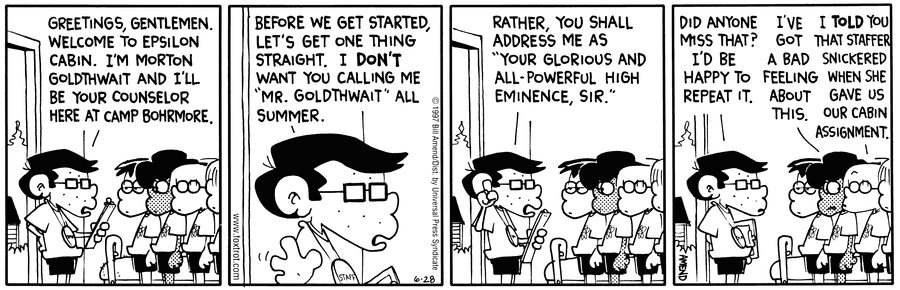 GREETINGS, GENTLEMEN.
WELCOME TO EPSILON
CABIN. I'M MORTON
GOLDTHWAIT AND I'LL
BE YOUR COUNSELOR
HERE AT CAMP BOHRMORE.
BEFORE WE GET STARTED,
LET'S GET ONE THING
STRAIGHT. I DON'T
WANT YOU CALLING ME
"MR. GOLDTHWAIT" ALL
SUMMER.
www.foxtrot.com
STAFF
6-28
© 1997 Bill Amend/Dist. by Universal Press Syndicate
RATHER, YOU SHALL
ADDRESS ME AS
"YOUR GLORIOUS AND
ALL-POWERFUL HIGH
EMINENCE, SIR."
DID ANYONE
MISS THAT?
I'D BE
HAPPY TO
REPEAT IT.
I'VE
GOT
A BAD
FEELING
ABOUT
THIS.
I TOLD YOU
THAT STAFFER
SNICKERED
WHEN SHE
GAVE US
OUR CABIN
ASSIGNMENT.
AMEND